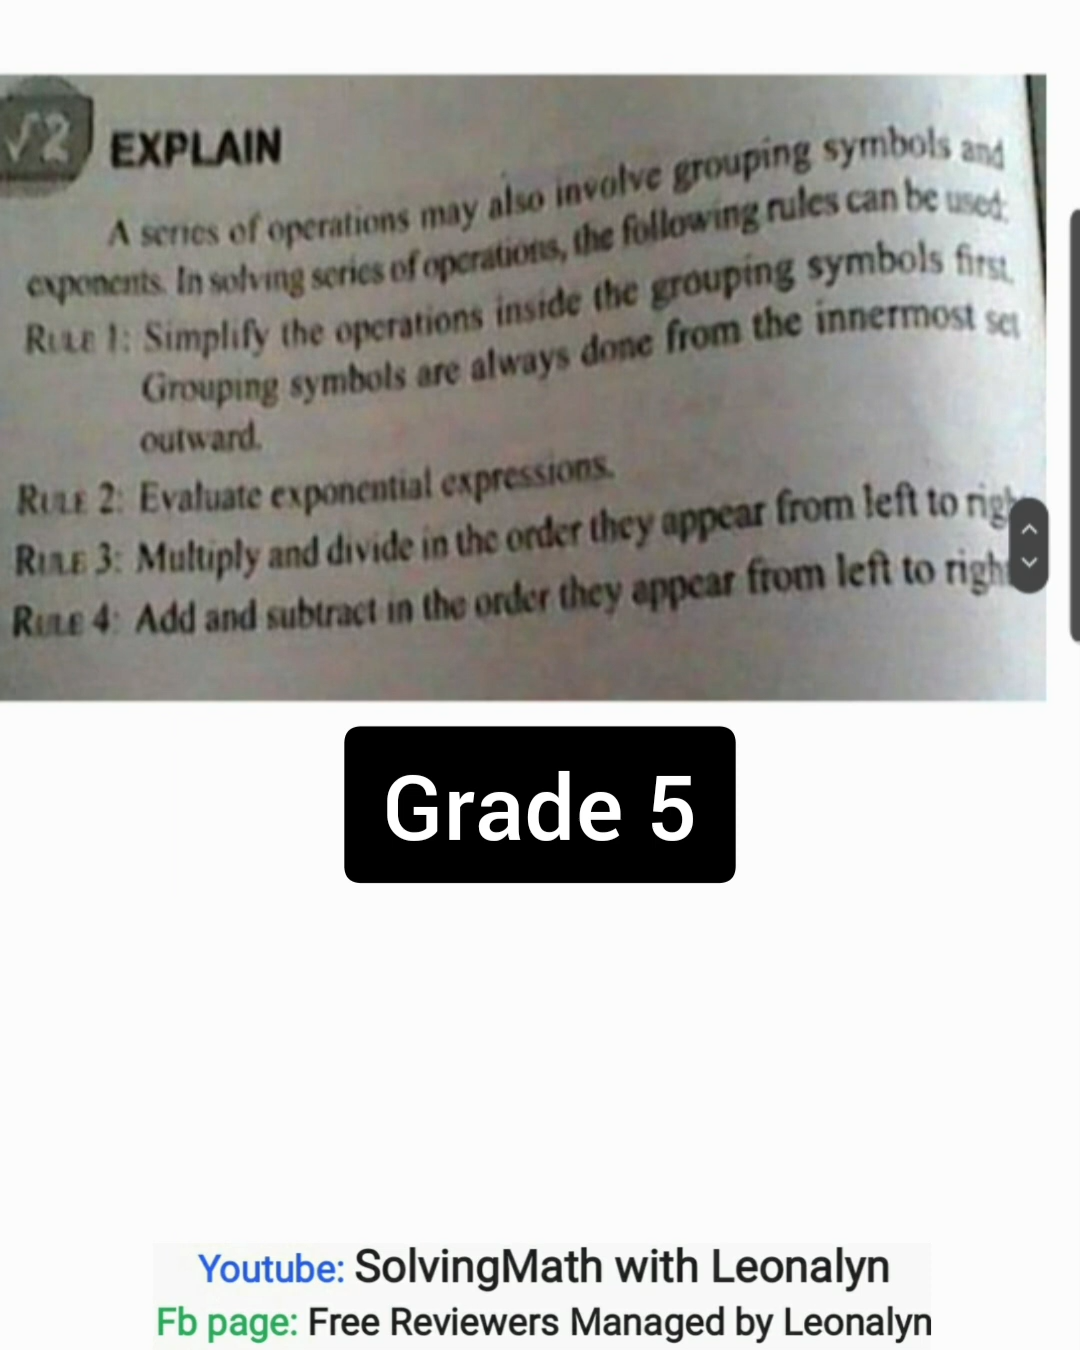 √2 EXPLAIN
A series of operations may also involve grouping symbols and
exponents. In solving series of operations, the following rules can be used:
RULE 1: Simplify the operations inside the grouping symbols first.
Grouping symbols are always done from the innermost set
outward.
RULE 2: Evaluate exponential expressions.
RULE 3: Multiply and divide in the order they appear from left to righ
RULE 4: Add and subtract in the order they appear from left to right
Grade 5
Youtube: SolvingMath with Leonalyn
Fb page: Free Reviewers Managed by Leonalyn